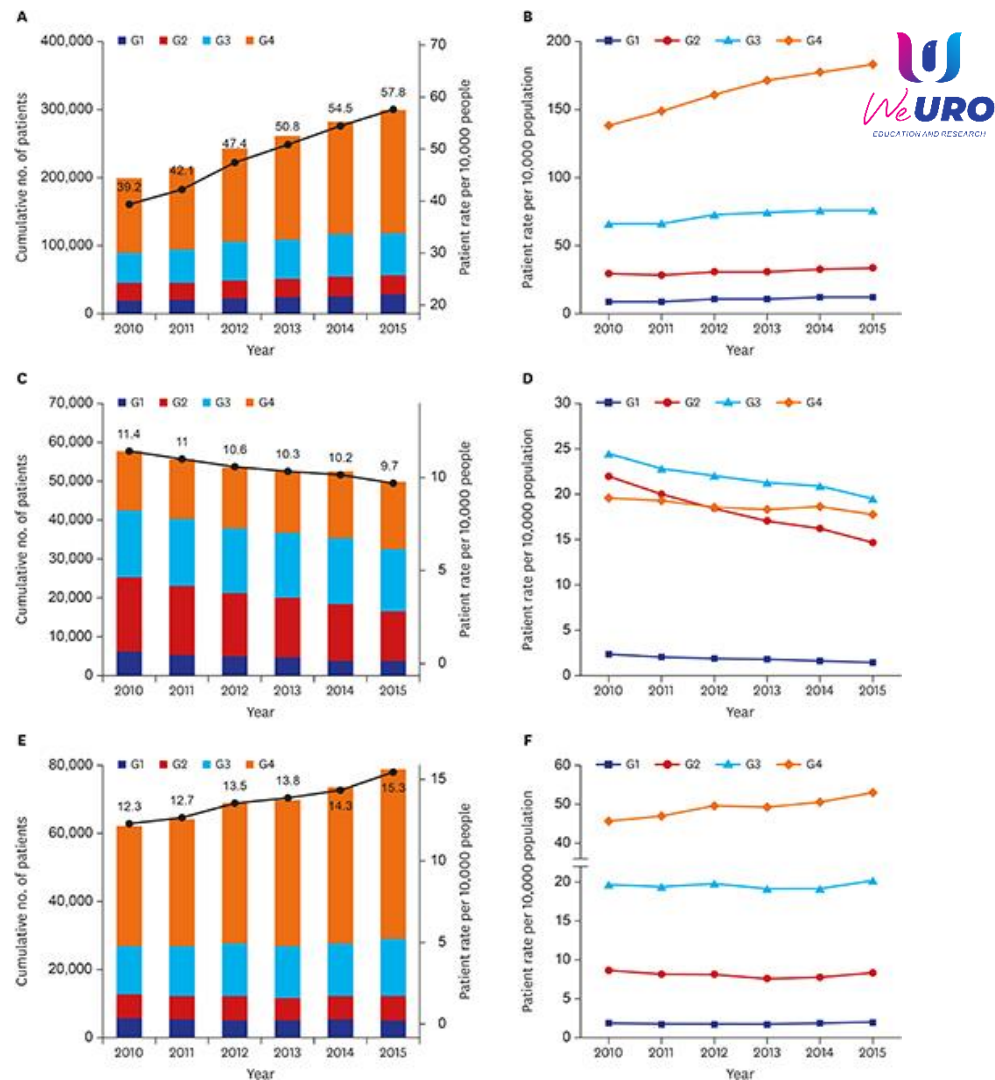 A
G1 G2 G3 G4
400,000
300,000
200,000
100,000
0
Cumulative no. of patients
39.2
42.1
47.4
50.8
54.5
57.8
70
60
50
40
30
20
Patient rate per 10,000 people
2010 2011 2012 2013 2014 2015
Year
B
G1 G2 G3 G4
200
150
100
50
0
Patient rate per 10,000 population
2010 2011 2012 2013 2014 2015
Year
WeURO
EDUCATION AND RESEARCH
C
G1 G2 G3 G4
70,000
60,000
50,000
40,000
30,000
20,000
10,000
0
Cumulative no. of patients
11.4
11
10.6
10.3
10.2
9.7
10
5
0
Patient rate per 10,000 people
2010 2011 2012 2013 2014 2015
Year
D
G1 G2 G3 G4
30
25
20
15
10
5
0
Patient rate per 10,000 population
2010 2011 2012 2013 2014 2015
Year
E
G1 G2 G3 G4
80,000
60,000
40,000
20,000
0
Cumulative no. of patients
12.3
12.7
13.5
13.8
14.3
15.3
15
10
5
0
Patient rate per 10,000 people
2010 2011 2012 2013 2014 2015
Year
F
G1 G2 G3 G4
60
50
40
20
15
10
5
0
Patient rate per 10,000 population
2010 2011 2012 2013 2014 2015
Year